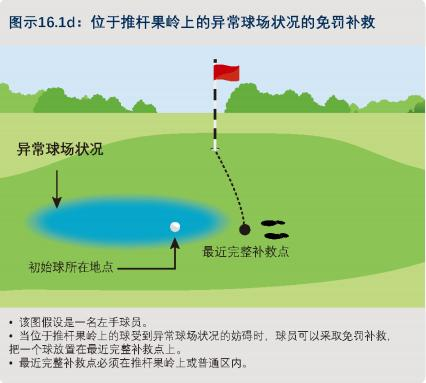 图示16.1d：位于推杆果岭上的异常球场状况的免罚补救
异常球场状况
最近完整补救点
初始球所在地点
• 该图假设是一名左手球员。
• 当位于推杆果岭上的球受到异常球场状况的妨碍时，球员可以采取免罚补救，
把一个球放置在最近完整补救点上。
• 最近完整补救点必须在推杆果岭上或普通区内。